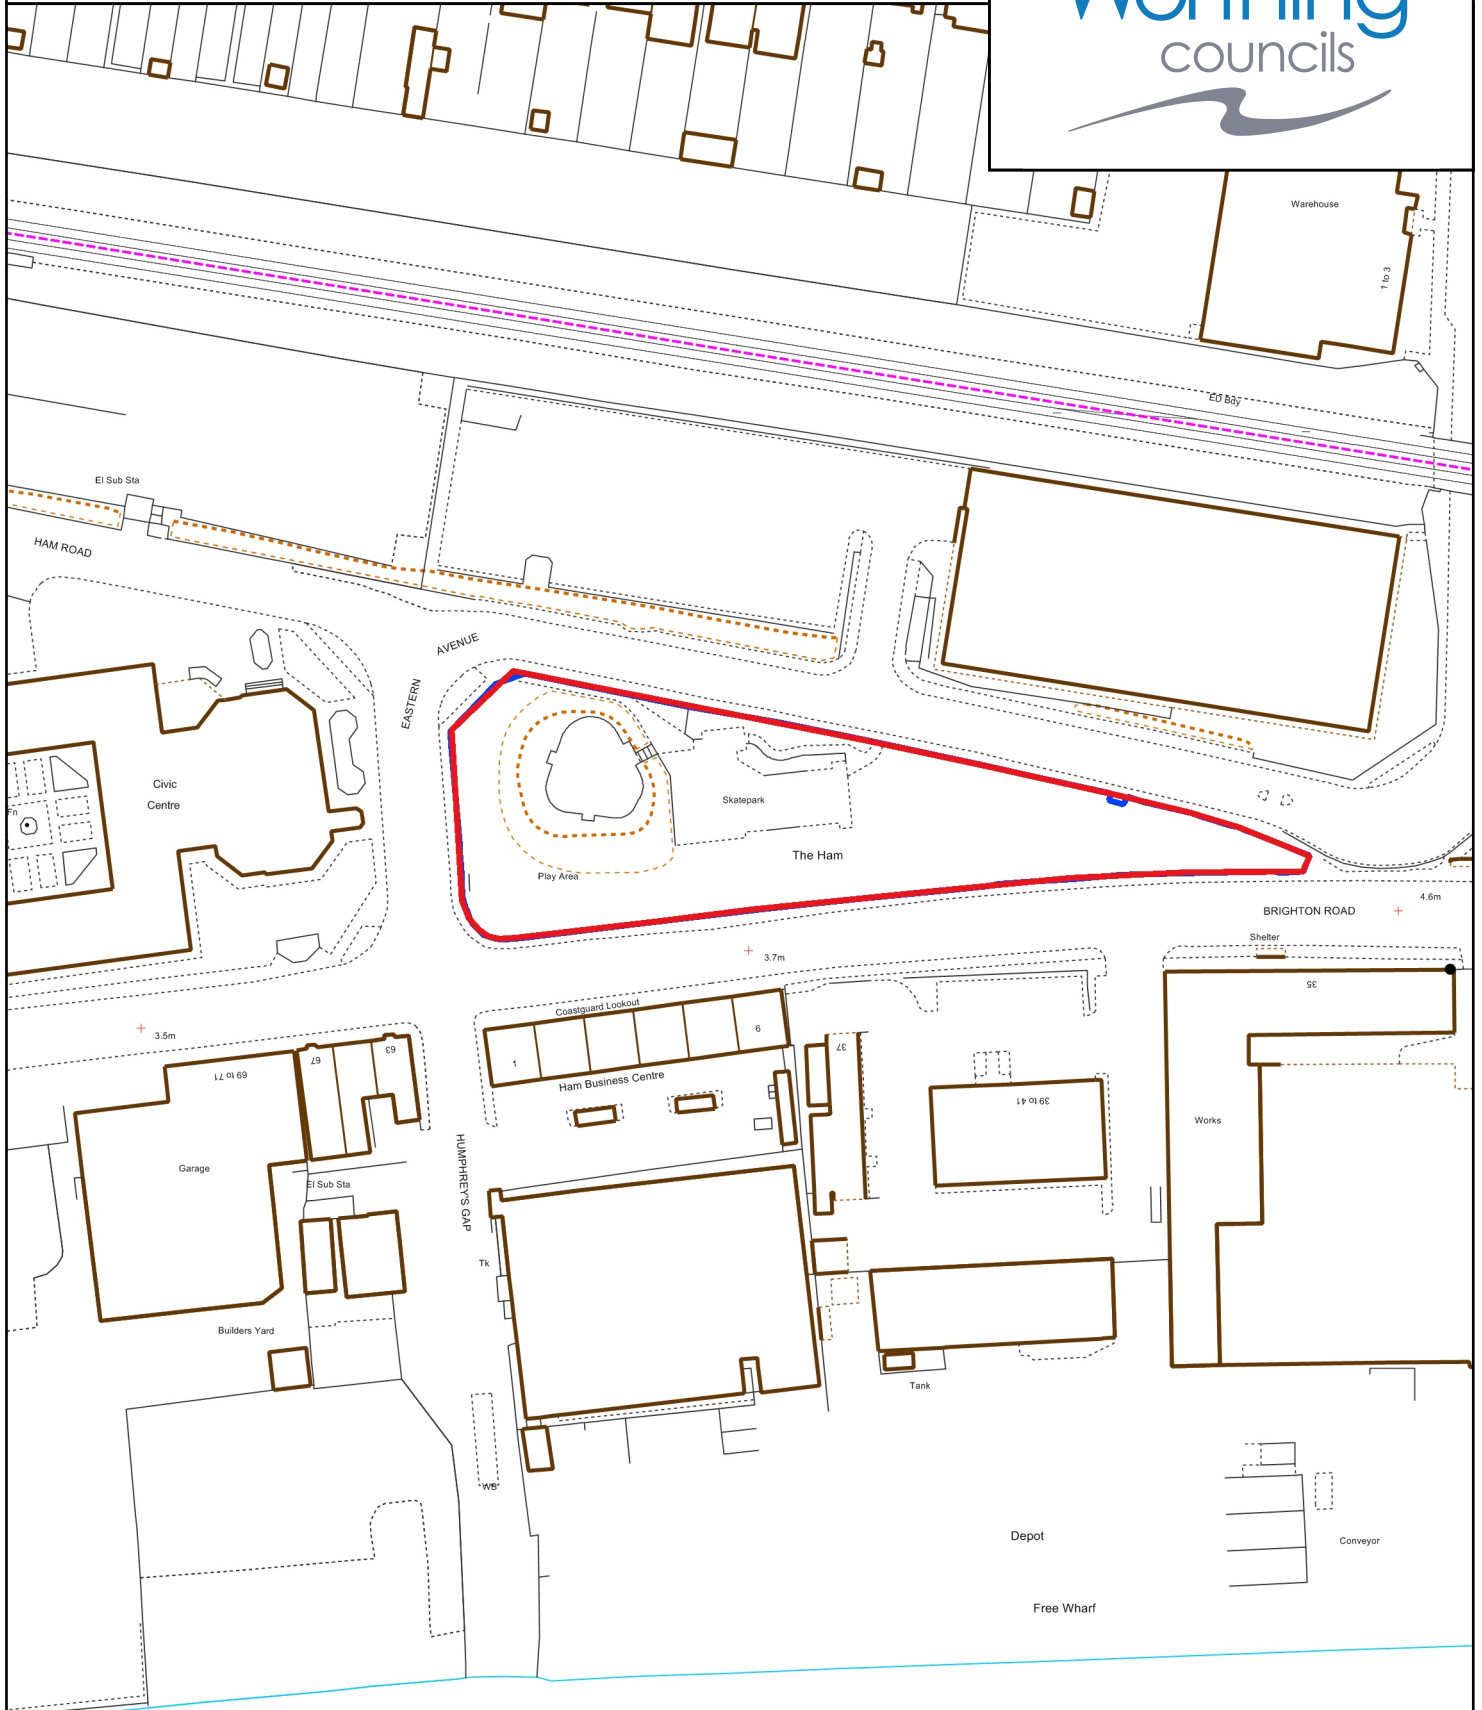 Worthing
councils
Warehouse
1 to 3
ED Bdy
El Sub Sta
HAM ROAD
AVENUE
EASTERN
Civic
Centre
Fn
Skatepark
The Ham
Play Area
4.6m
BRIGHTON ROAD
Shelter
3.7m
35
Coastguard Lookout
3.5m
6
1
67
63
37
69 to 71
Ham Business Centre
39 to 41
Works
HUMPHREY'S GAP
Garage
El Sub Sta
Tk
Builders Yard
Tank
WB
Depot
Conveyor
Free Wharf